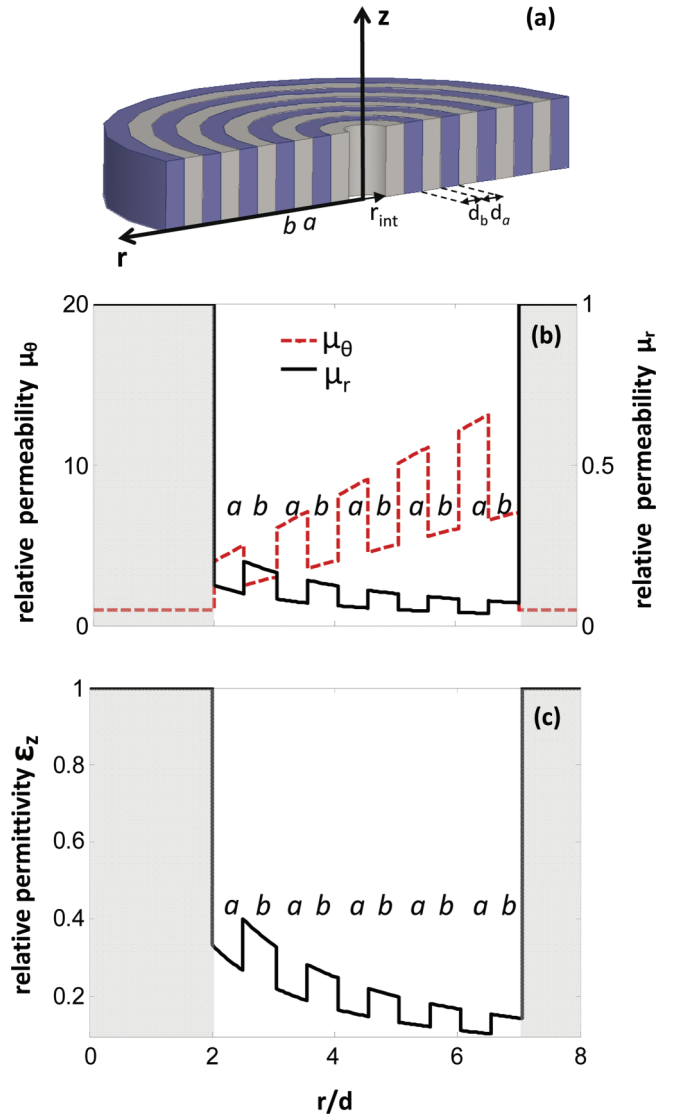 z
(a)
b a
r_int
d_b d_a
r
20
10
0
relative permeability μ_θ
μ_θ
μ_r
(b)
a b a b a b a b a b
1
0.5
0
relative permeability μ_r
1
0.8
0.6
0.4
0.2
relative permittivity ε_z
(c)
a b a b a b a b a b
0 2 4 6 8
r/d